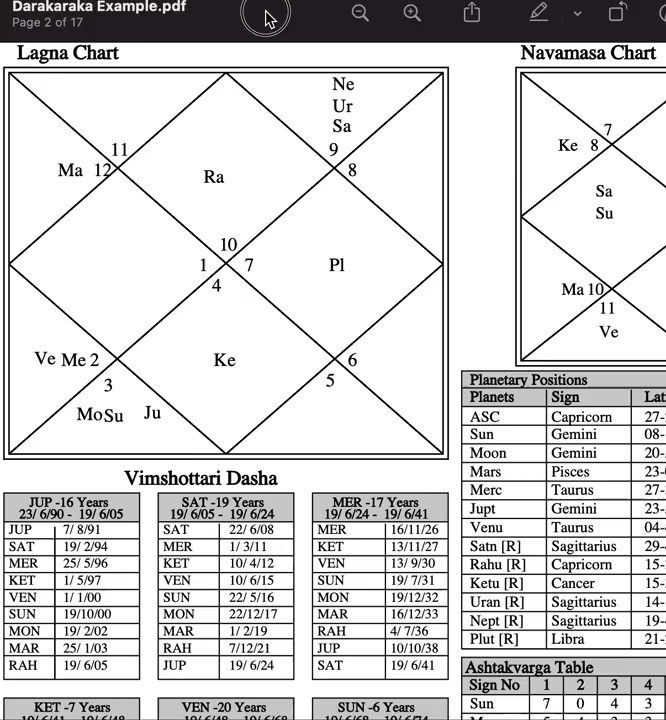 Darakaraka Example.pdf
Page 2 of 17
Lagna Chart
Navamasa Chart
Ne
Ur
Sa
11
9
Ma 12
Ra
8
10
1
7
Pl
4
Ve Me 2
Ke
6
3
5
Mo Su Ju
7
Ke 8
Sa
Su
Ma 10
11
Ve
Vimshottari Dasha
JUP -16 Years
23/ 6/90 - 19/ 6/05
JUP 7/ 8/91
SAT 19/ 2/94
MER 25/ 5/96
KET 1/ 5/97
VEN 1/ 1/00
SUN 19/10/00
MON 19/ 2/02
MAR 25/ 1/03
RAH 19/ 6/05
SAT -19 Years
19/ 6/05 - 19/ 6/24
SAT 22/ 6/08
MER 1/ 3/11
KET 10/ 4/12
VEN 10/ 6/15
SUN 22/ 5/16
MON 22/12/17
MAR 1/ 2/19
RAH 7/12/21
JUP 19/ 6/24
MER -17 Years
19/ 6/24 - 19/ 6/41
MER 16/11/26
KET 13/11/27
VEN 13/ 9/30
SUN 19/ 7/31
MON 19/12/32
MAR 16/12/33
RAH 4/ 7/36
JUP 10/10/38
SAT 19/ 6/41
KET -7 Years
VEN -20 Years
SUN -6 Years
Planetary Positions
Planets Sign
ASC Capricorn 27-
Sun Gemini 08-
Moon Gemini 20-
Mars Pisces 23-
Merc Taurus 27-
Jupt Gemini 23-
Venu Taurus 04-
Satn [R] Sagittarius 29-
Rahu [R] Capricorn 15-
Ketu [R] Cancer 15-
Uran [R] Sagittarius 14-
Nept [R] Sagittarius 19-
Plut [R] Libra 21-
Ashtakvarga Table
Sign No 1 2 3 4
Sun 7 0 4 3